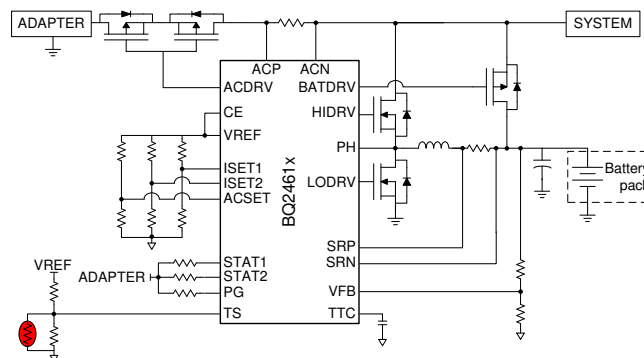 ADAPTER
SYSTEM
ACP
ACN
ACDRV
BATDRV
CE
HIDRV
VREF
PH
ISET1
ISET2
LODRV
ACSET
BQ2461x
Battery
pack
SRP
STAT1
SRN
VREF
ADAPTER
STAT2
PG
VFB
TS
TTC